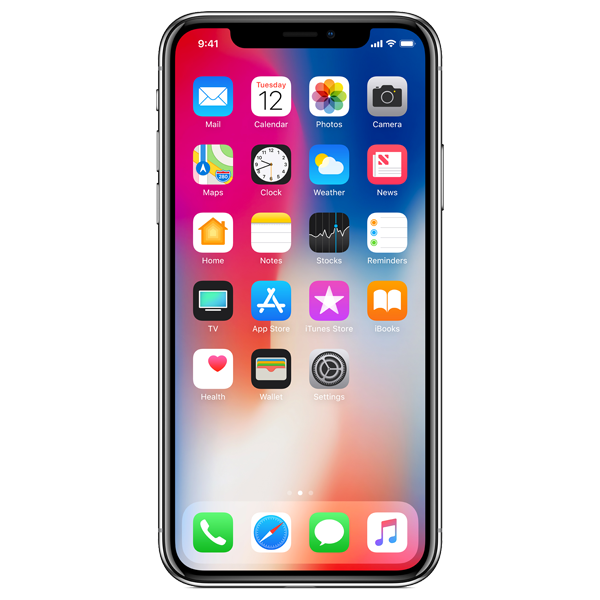 9:41
Tuesday
12
Mail Calendar Photos Camera
280
Maps Clock Weather News
Home Notes Stocks Reminders
TV App Store iTunes Store iBooks
Health Wallet Settings